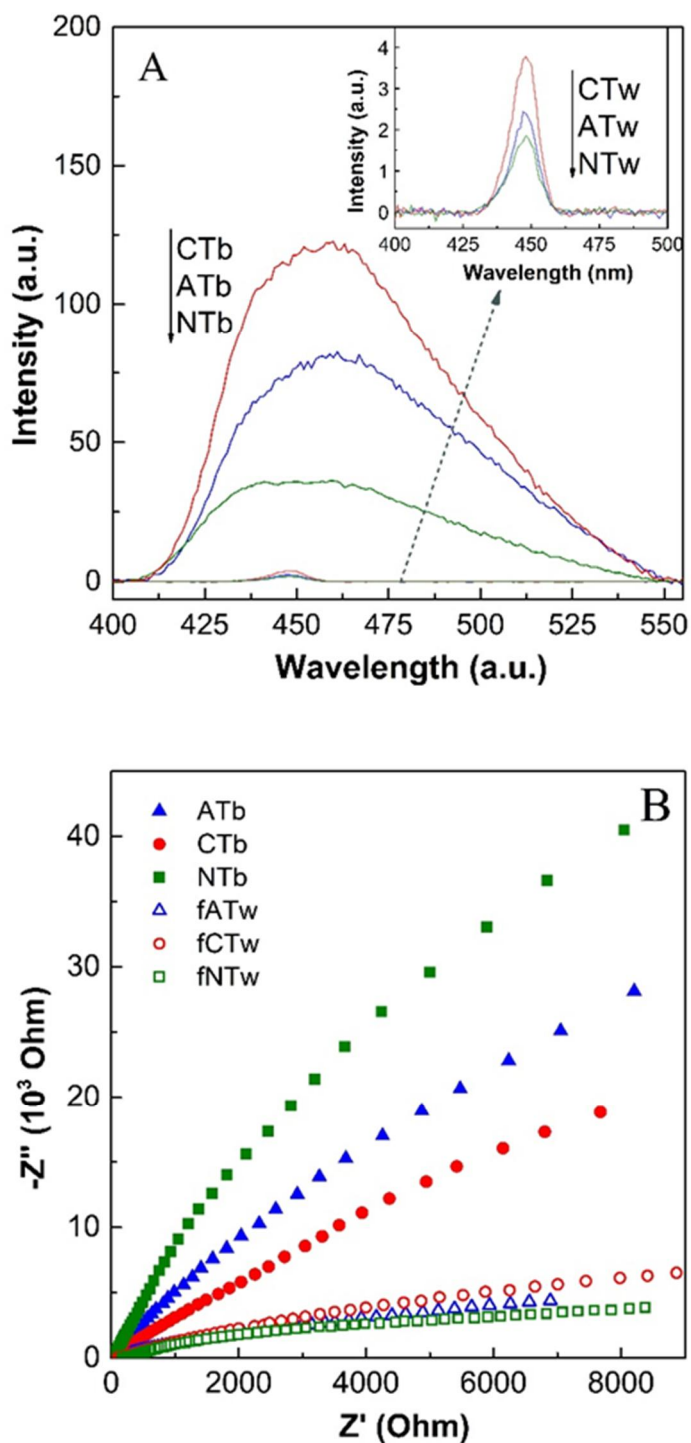 A
200
150
100
50
0
Intensity (a.u.)
CTb
ATb
NTb
400 425 450 475 500 525 550
Wavelength (a.u.)
4
3
2
1
0
Intensity (a.u.)
CTw
ATw
NTw
400 425 450 475 500
Wavelength (nm)
B
ATb
CTb
NTb
fATw
fCTw
fNTw
40
30
20
10
0
-Z" (10³ Ohm)
0 2000 4000 6000 8000
Z' (Ohm)